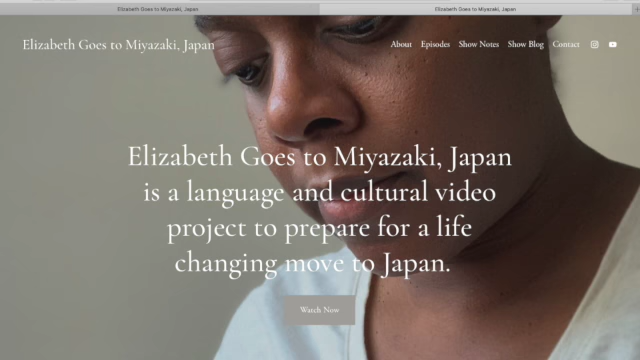 Elizabeth Goes to Miyazaki, Japan
Elizabeth Goes to Miyazaki, Japan
Elizabeth Goes to Miyazaki, Japan
About Episodes Show Notes Show Blog Contact
Elizabeth Goes to Miyazaki, Japan
is a language and cultural video
project to prepare for a life
changing move to Japan.
Watch Now